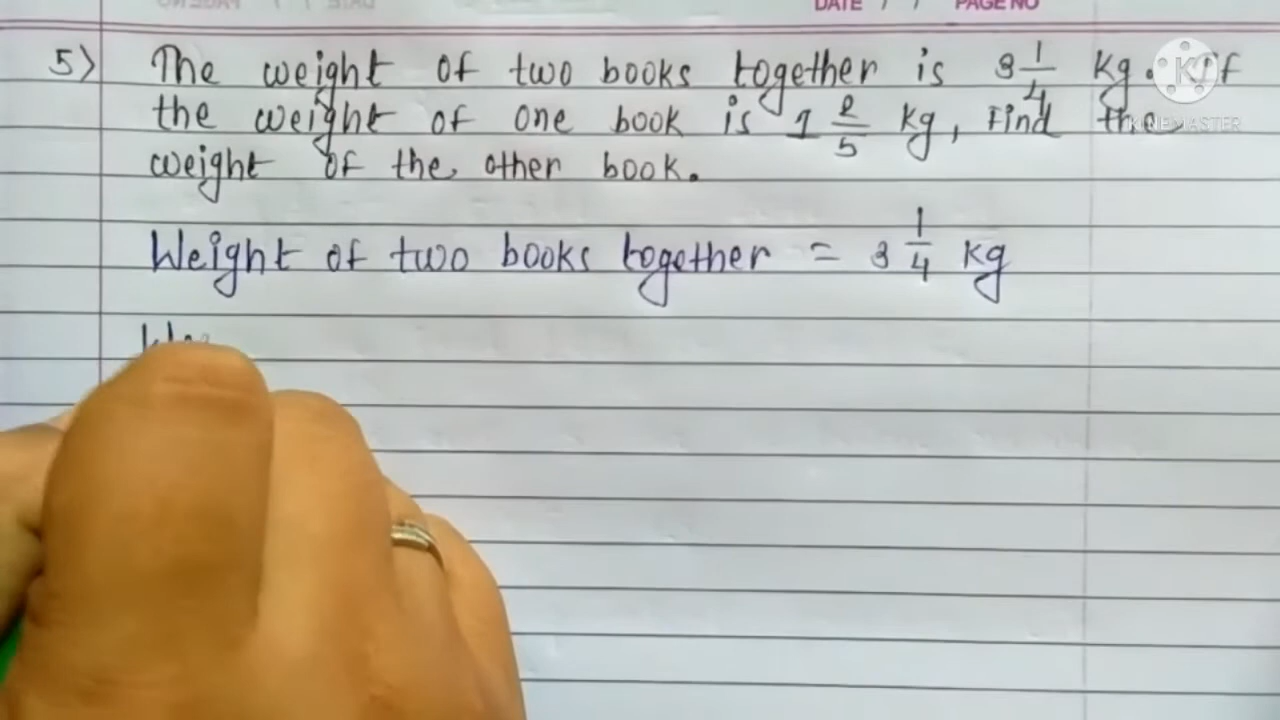 DATE / / PAGE NO
5) The weight of two books together is 3 1/4 kg. If
the weight of one book is 1 2/5 kg, Find the
weight of the other book.
Weight of two books together = 3 1/4 kg
KINEMASTER